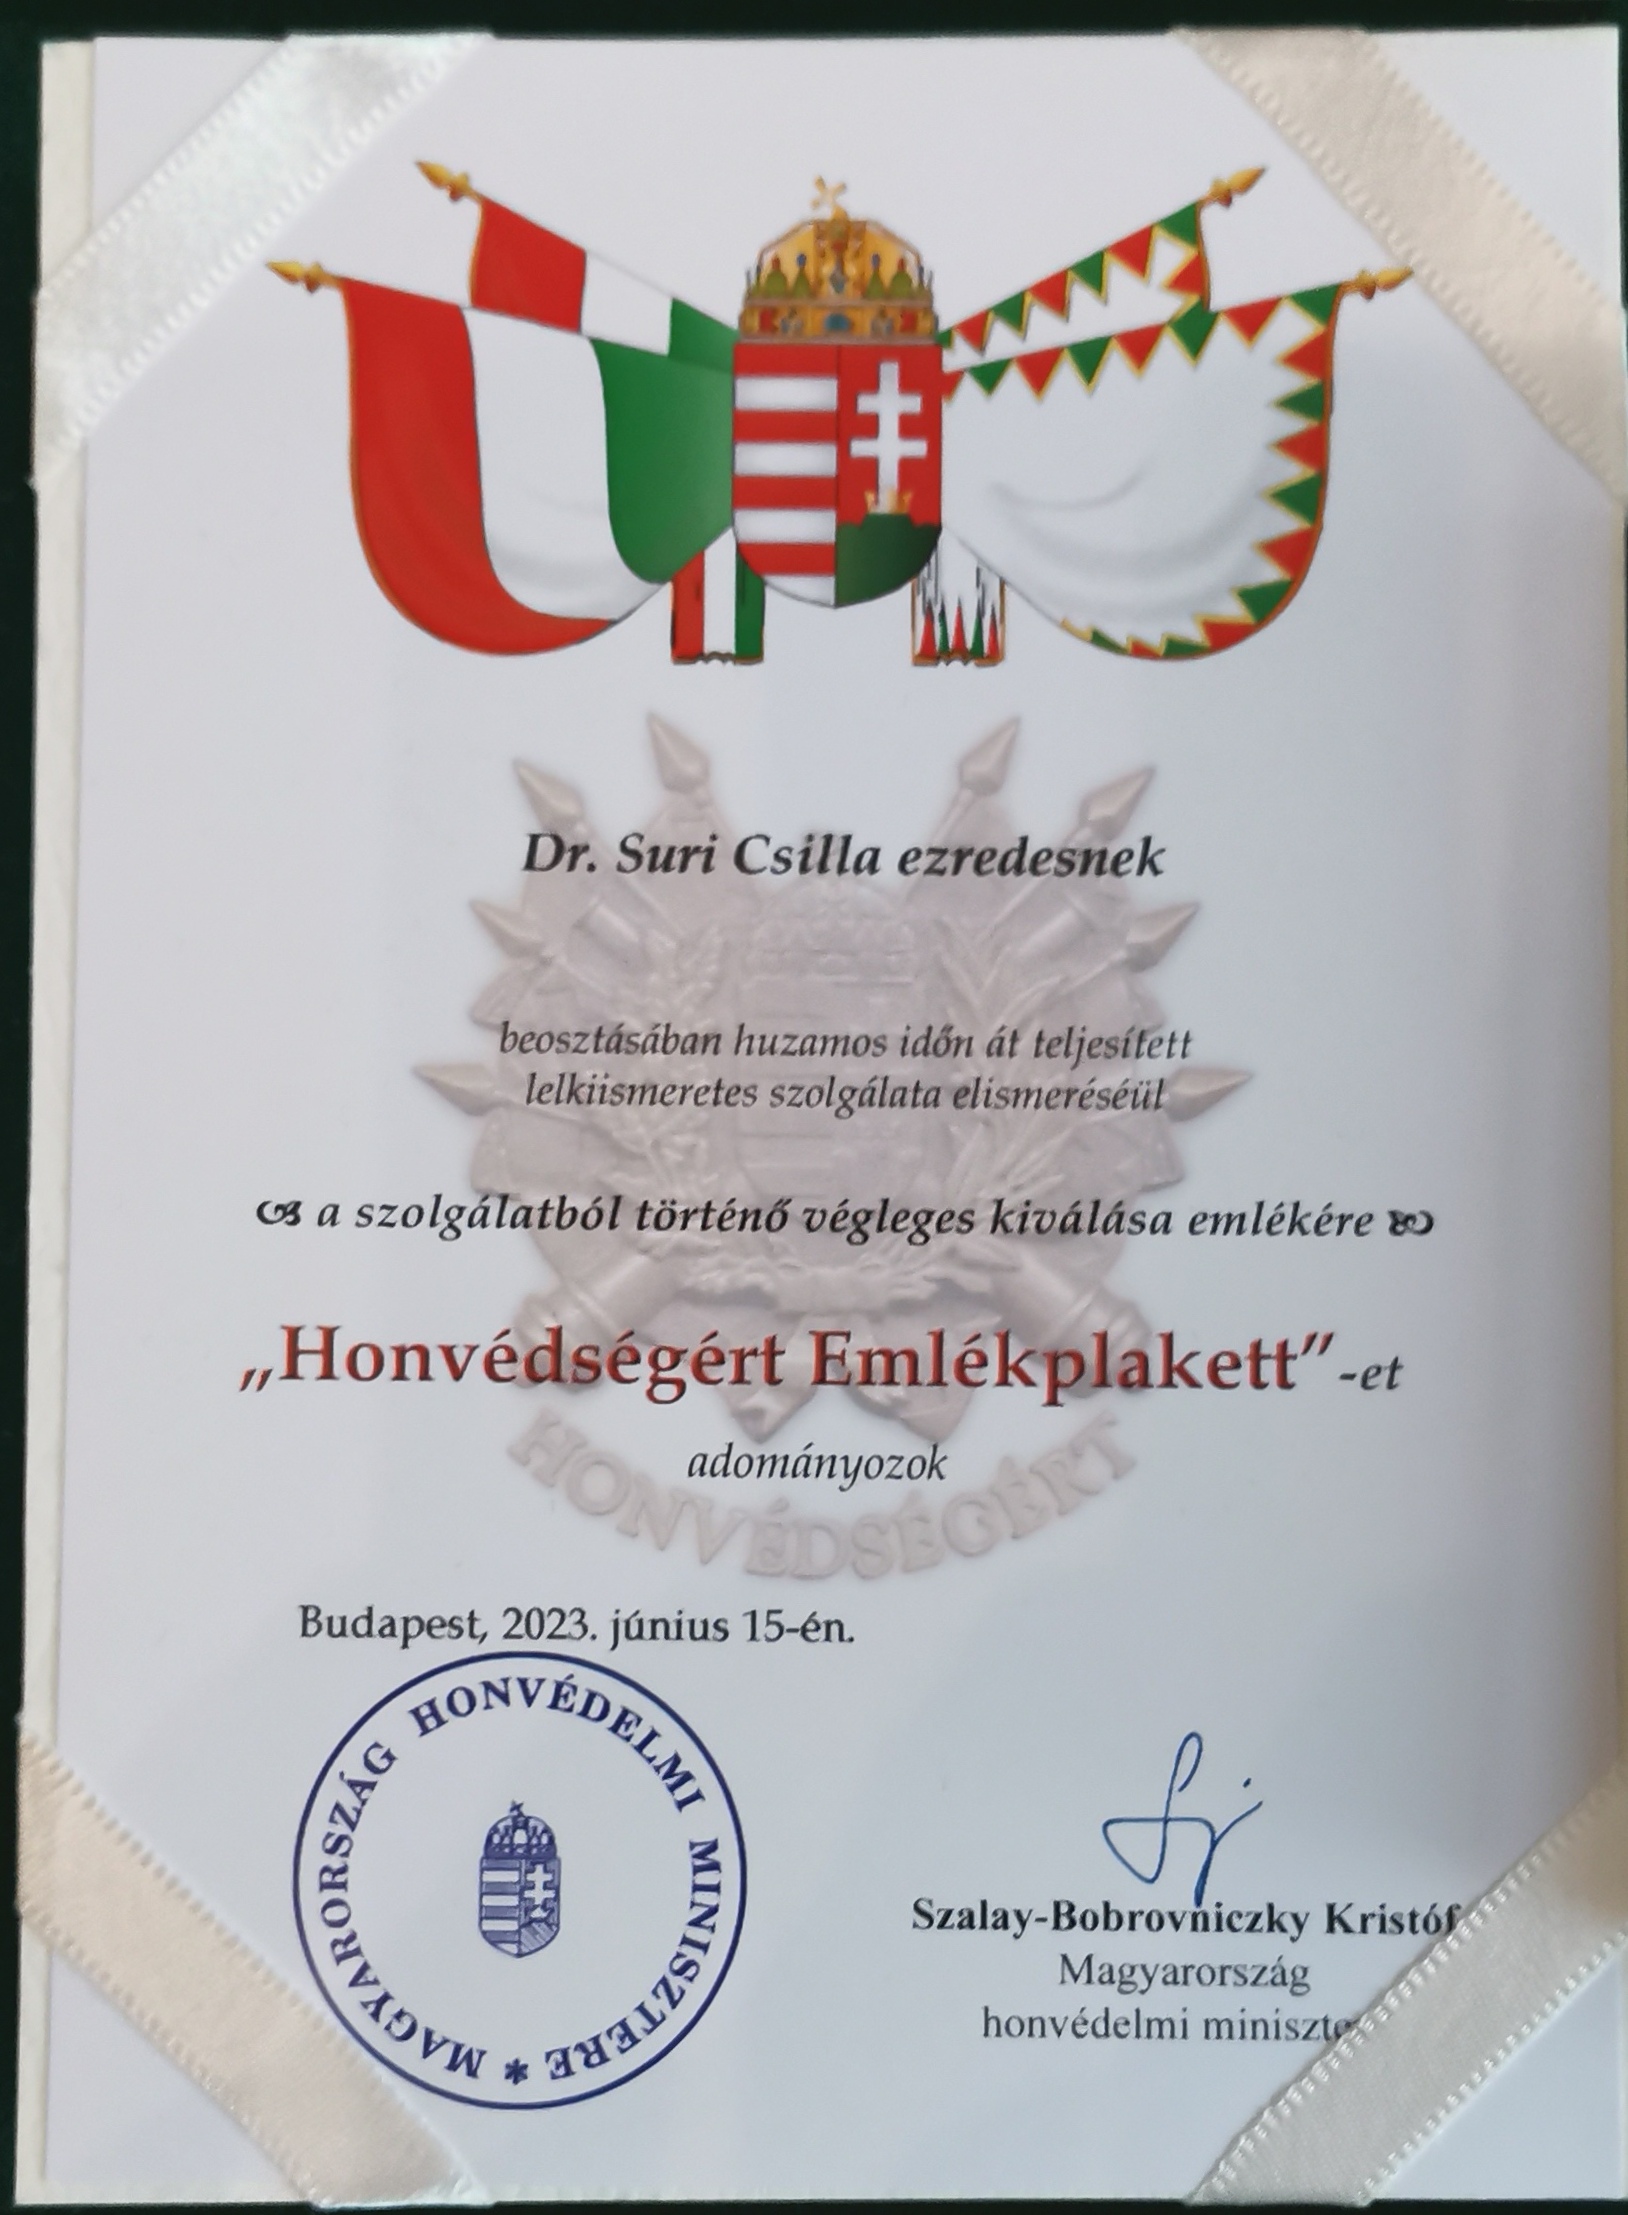 Dr. Suri Csilla ezredesnek
beosztásában huzamos időn át teljesített
lelkiismeretes szolgálata elismeréséül
a szolgálatból történő végleges kiválása emlékére
„Honvédségért Emlékplakett”-et
adományozok
HONVÉDSÉGÉRT
Budapest, 2023. június 15-én.
MAGYARORSZÁG HONVÉDELMI MINISZTERE *
Szalay-Bobrovniczky Kristóf
Magyarország
honvédelmi miniszte